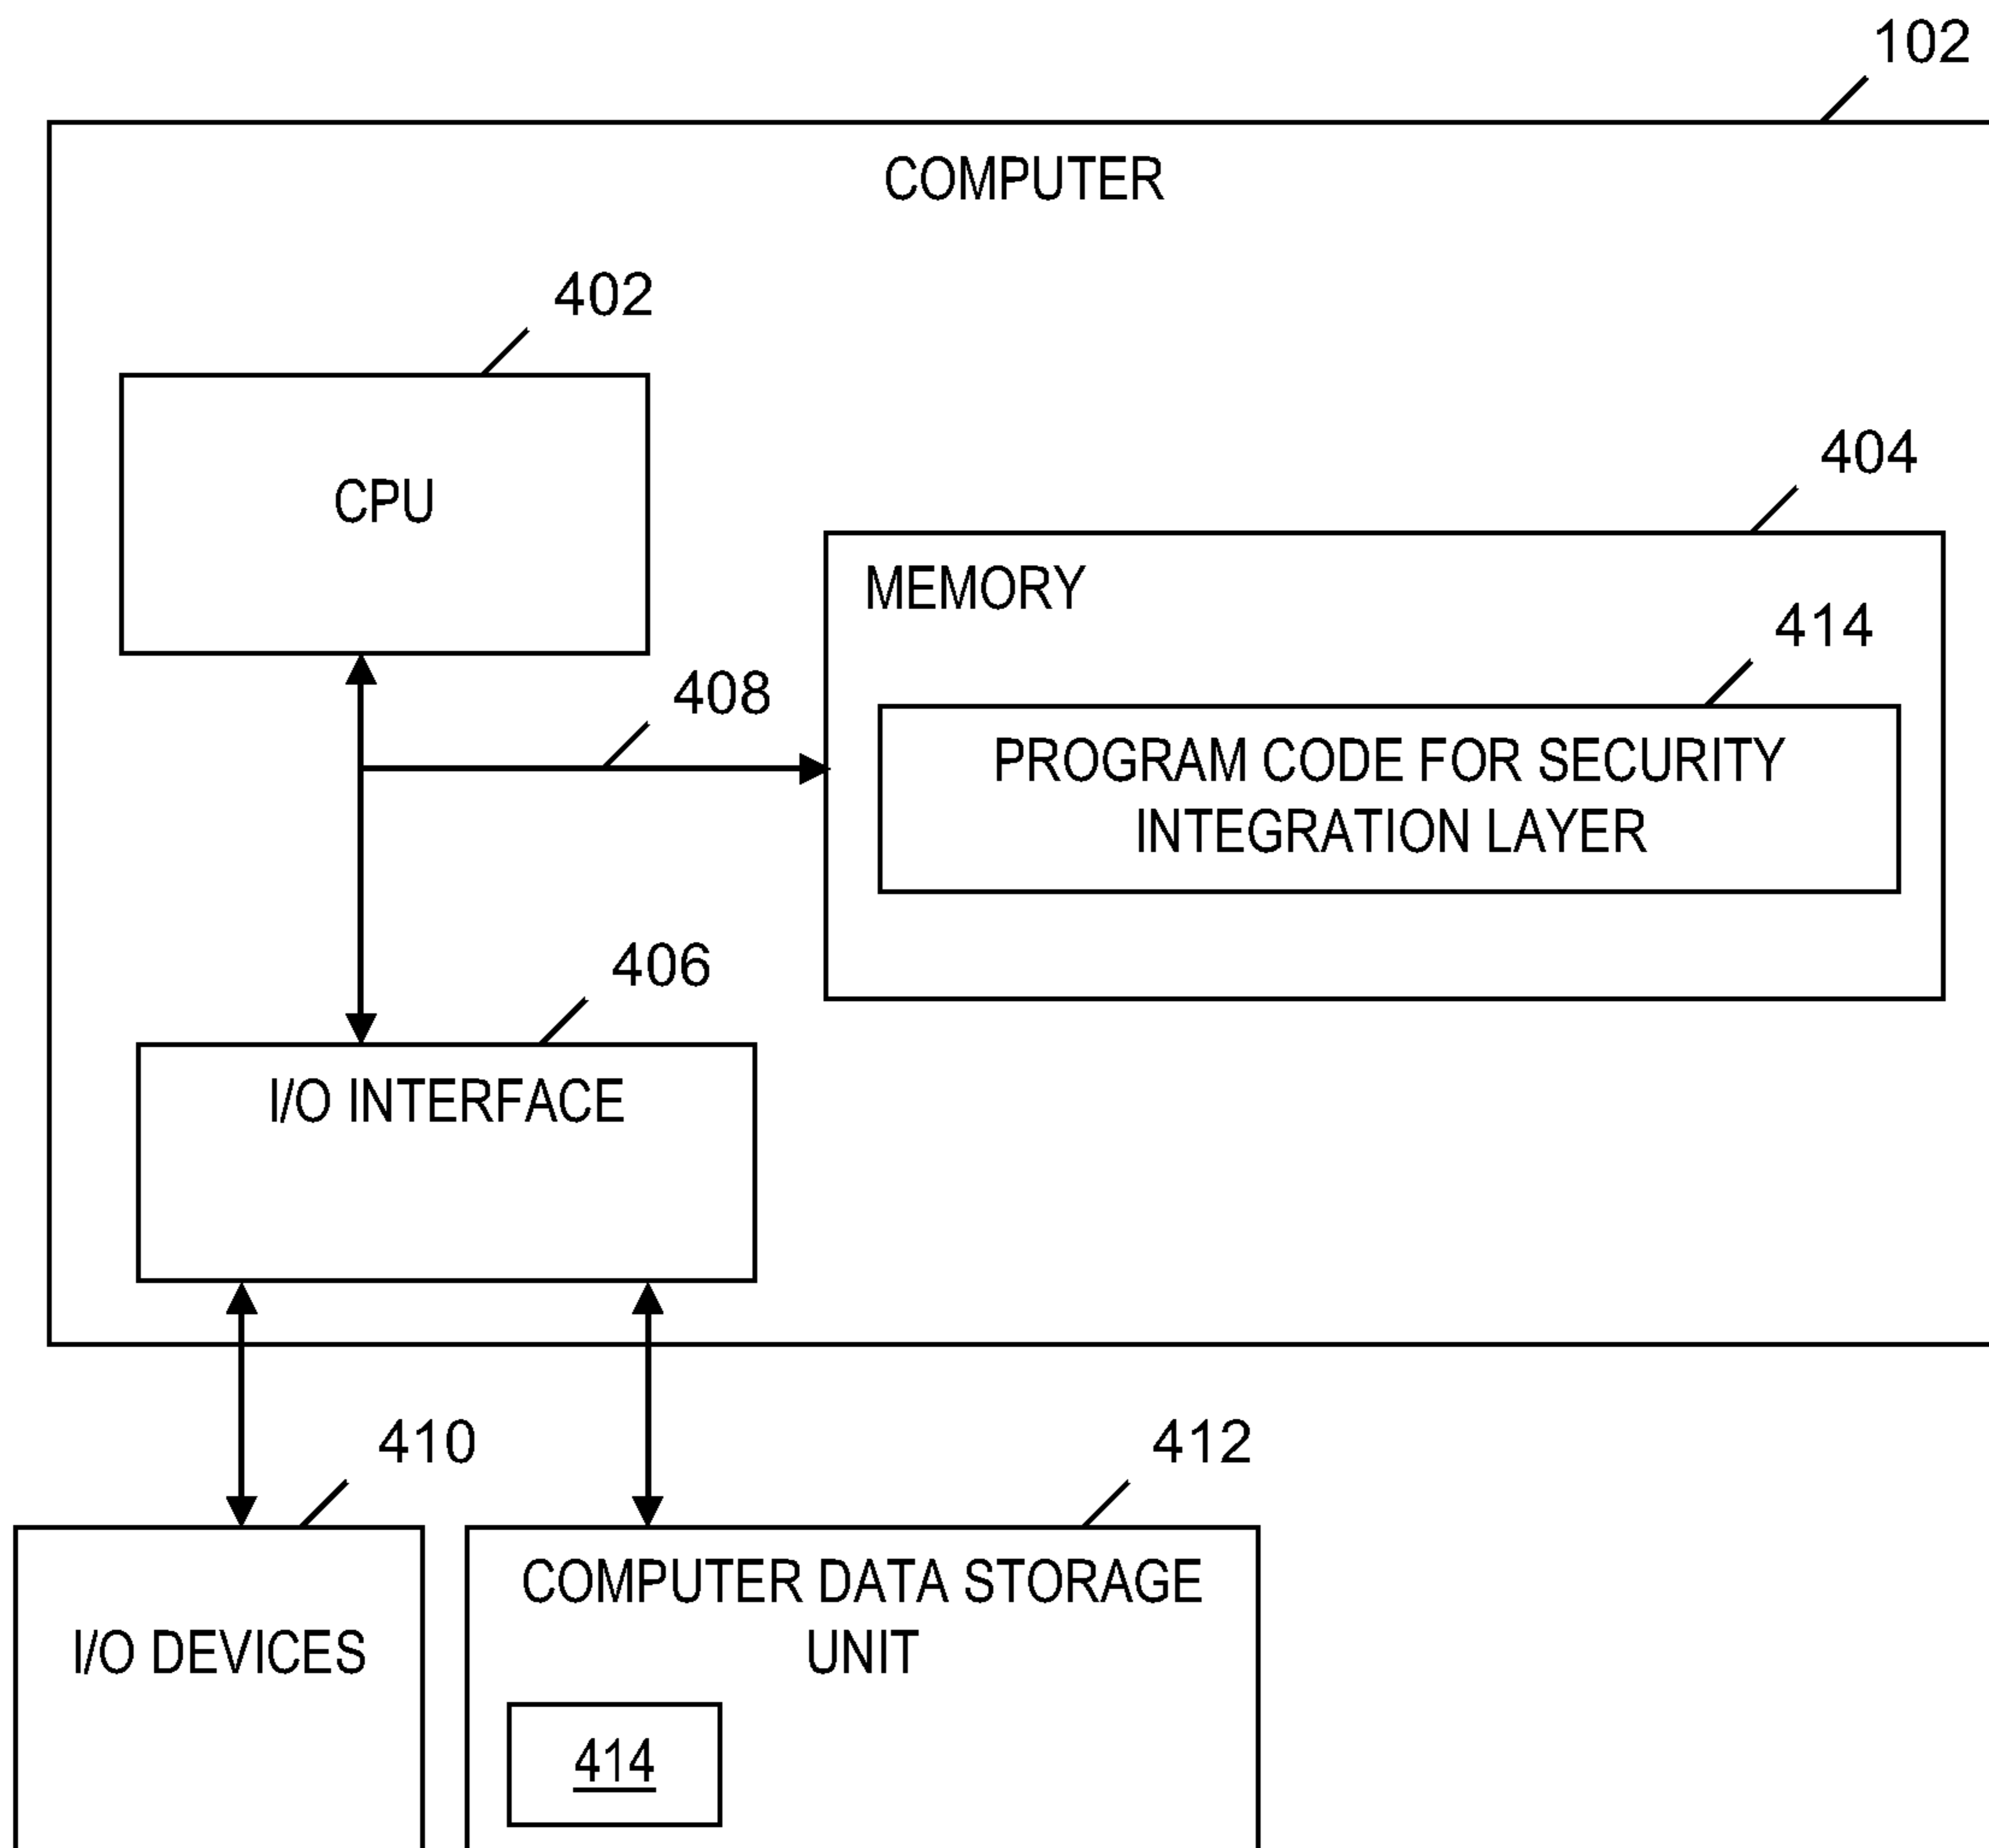 102
COMPUTER
402
CPU
404
MEMORY
414
408
PROGRAM CODE FOR SECURITY
INTEGRATION LAYER
406
I/O INTERFACE
410
412
I/O DEVICES
COMPUTER DATA STORAGE
UNIT
414